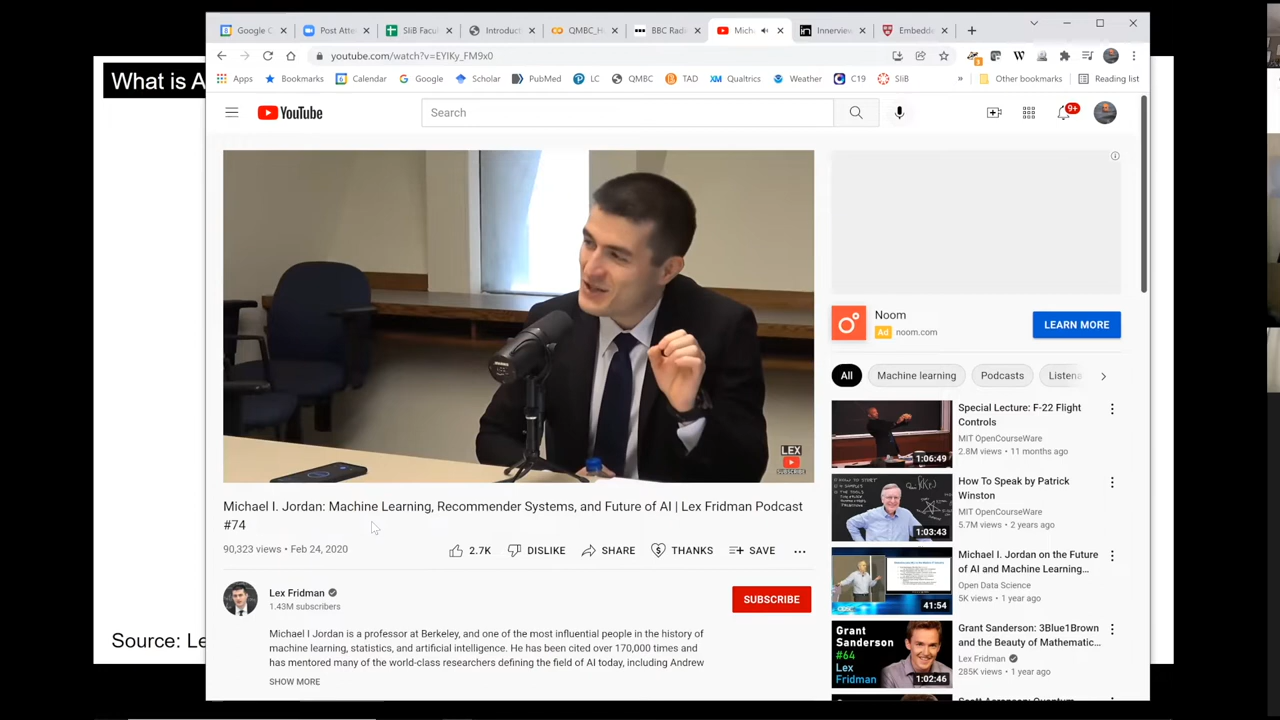 What is A
Google C
Post Atte
SliB Facul
Introduct
QMBC_H
BBC Radi
Mich
Innerview
Embedde
youtube.com/watch?v=EYIKy_FM9x0
Apps
Bookmarks
Calendar
Google
Scholar
PubMed
LC
QMBC
TAD
Qualtrics
Weather
C19
SliB
»
Other bookmarks
Reading list
YouTube
Search
9+
LEX
SUBSCRIBE
Noom
Ad noom.com
LEARN MORE
All
Machine learning
Podcasts
Listena
Special Lecture: F-22 Flight
Controls
MIT OpenCourseWare
2.8M views • 11 months ago
1:06:49
How To Speak by Patrick
Winston
MIT OpenCourseWare
5.7M views • 2 years ago
1:03:43
Michael I. Jordan on the Future
of AI and Machine Learning...
Open Data Science
5K views • 1 year ago
41:54
Grant Sanderson: 3Blue1Brown
and the Beauty of Mathematic...
Lex Fridman
285K views • 1 year ago
GRANT
SANDERSON
#64
LEX
FRIDMAN
1:02:46
Michael I. Jordan: Machine Learning, Recommender Systems, and Future of AI | Lex Fridman Podcast
#74
90,323 views • Feb 24, 2020
2.7K
DISLIKE
SHARE
THANKS
SAVE
Lex Fridman
1.43M subscribers
SUBSCRIBE
Michael I Jordan is a professor at Berkeley, and one of the most influential people in the history of
machine learning, statistics, and artificial intelligence. He has been cited over 170,000 times and
has mentored many of the world-class researchers defining the field of AI today, including Andrew
SHOW MORE
Source: Le